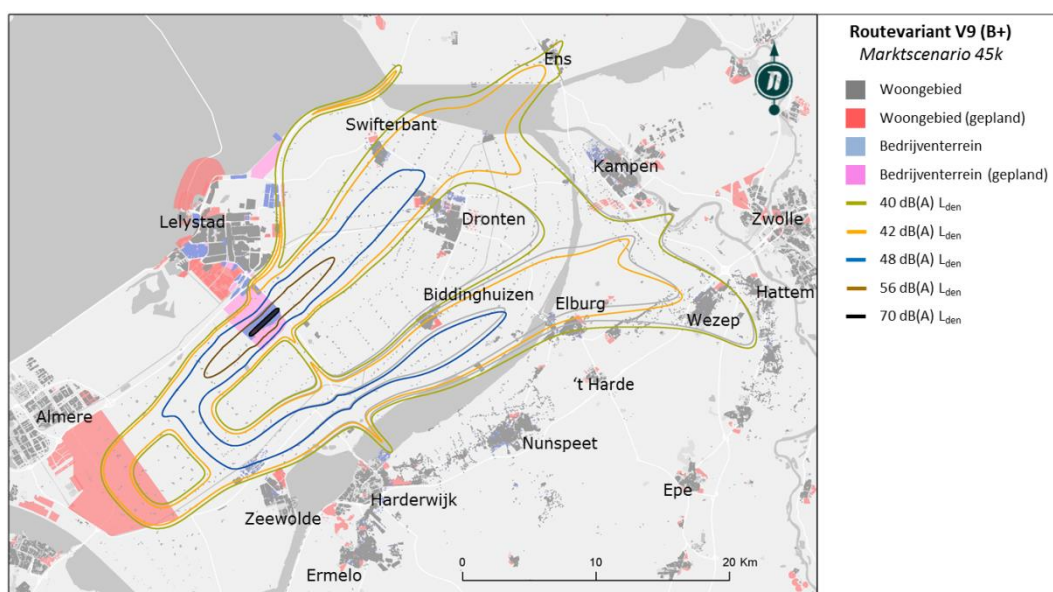 Routevariant V9 (B+)
Marktscenario 45k
Woongebied
Woongebied (gepland)
Bedrijventerrein
Bedrijventerrein (gepland)
40 dB(A) Lden
42 dB(A) Lden
48 dB(A) Lden
56 dB(A) Lden
70 dB(A) Lden
Ens
Swifterbant
Kampen
Lelystad
Dronten
Zwolle
Hattem
Biddinghuizen
Elburg
Wezep
't Harde
Almere
Nunspeet
Epe
Harderwijk
Zeewolde
Ermelo
0 10 20 Km